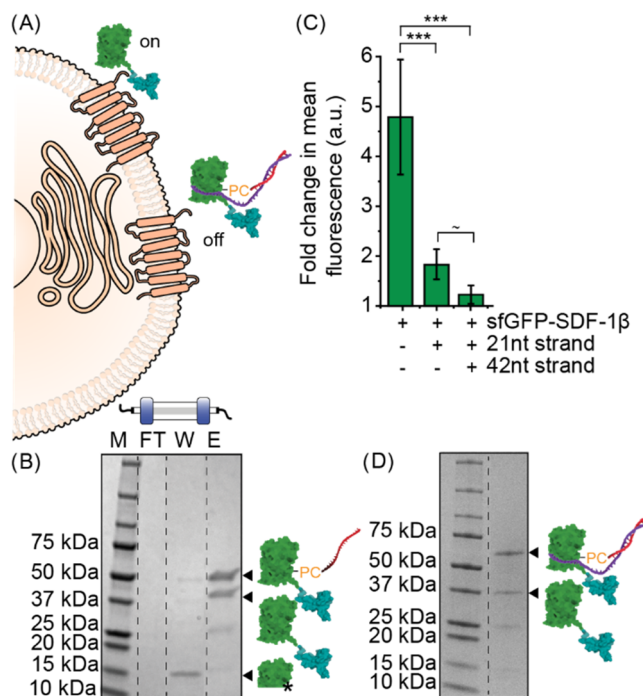 (A)
on
PC
off
(C)
***
***
Fold change in mean
fluorescence (a.u.)
6
5
4
3
2
1
~
+ + + sfGFP-SDF-1β
- + + 21nt strand
- - + 42nt strand
M FT W E
(B)
75 kDa
50 kDa
37 kDa
25 kDa
20 kDa
15 kDa
10 kDa
PC
*
(D)
75 kDa
50 kDa
37 kDa
25 kDa
20 kDa
15 kDa
10 kDa
PC